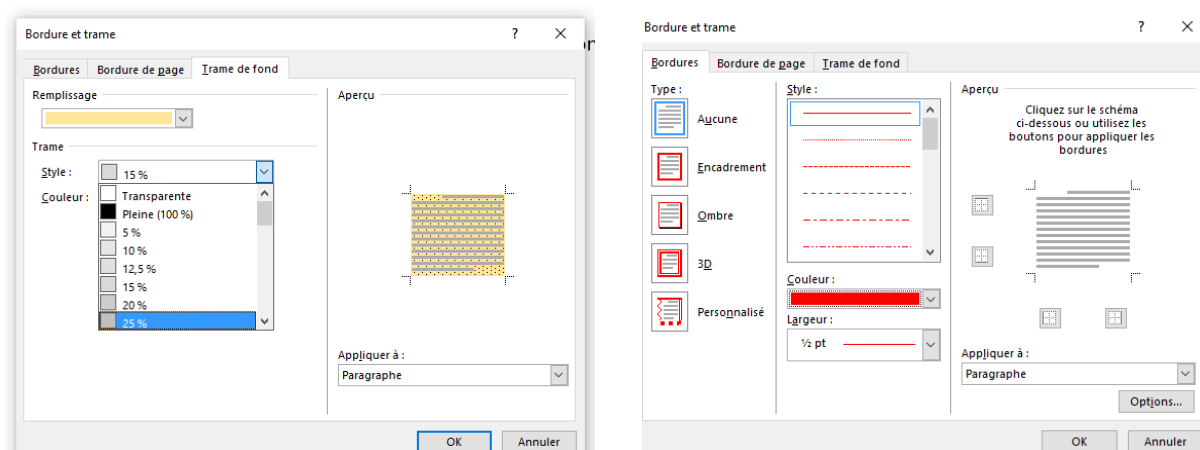 Bordure et trame
?
Bordures
Bordure de page
Trame de fond
Remplissage
Aperçu
Trame
Style :
15 %
Couleur :
Transparente
Pleine (100 %)
5 %
10 %
12,5 %
15 %
20 %
25 %
Appliquer à :
Paragraphe
OK
Annuler
Bordure et trame
?
Bordures
Bordure de page
Trame de fond
Type :
Aucune
Encadrement
Ombre
3D
Personnalisé
Style :
Couleur :
Largeur :
½ pt
Aperçu
Cliquez sur le schéma
ci-dessous ou utilisez les
boutons pour appliquer les
bordures
Appliquer à :
Paragraphe
Options...
OK
Annuler